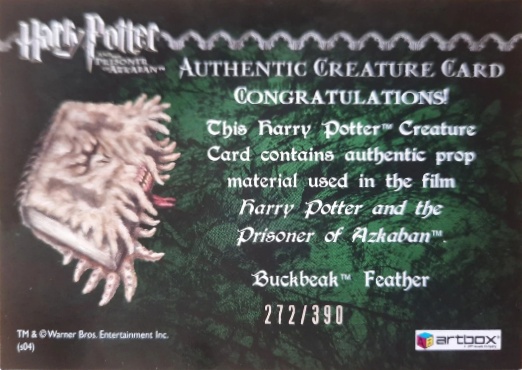 Harry Potter
AND THE
PRISONER OF
AZKABAN™
AUTHENTIC CREATURE CARD
CONGRATULATIONS!
This Harry Potter™ Creature
Card contains authentic prop
material used in the film
Harry Potter and the
Prisoner of Azkaban™.
Buckbeak™ Feather
272/390
TM & © Warner Bros. Entertainment Inc.
(s04)
artbox